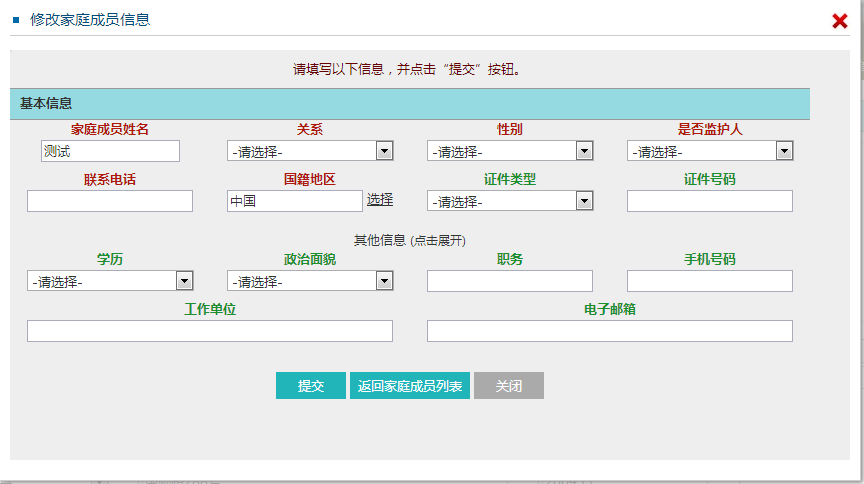 修改家庭成员信息
请填写以下信息，并点击“提交”按钮。
基本信息
家庭成员姓名 关系 性别 是否监护人
测试 -请选择- -请选择- -请选择-
联系电话 国籍地区 证件类型 证件号码
中国 选择 -请选择-
其他信息 (点击展开)
学历 政治面貌 职务 手机号码
-请选择- -请选择-
工作单位 电子邮箱
提交 返回家庭成员列表 关闭